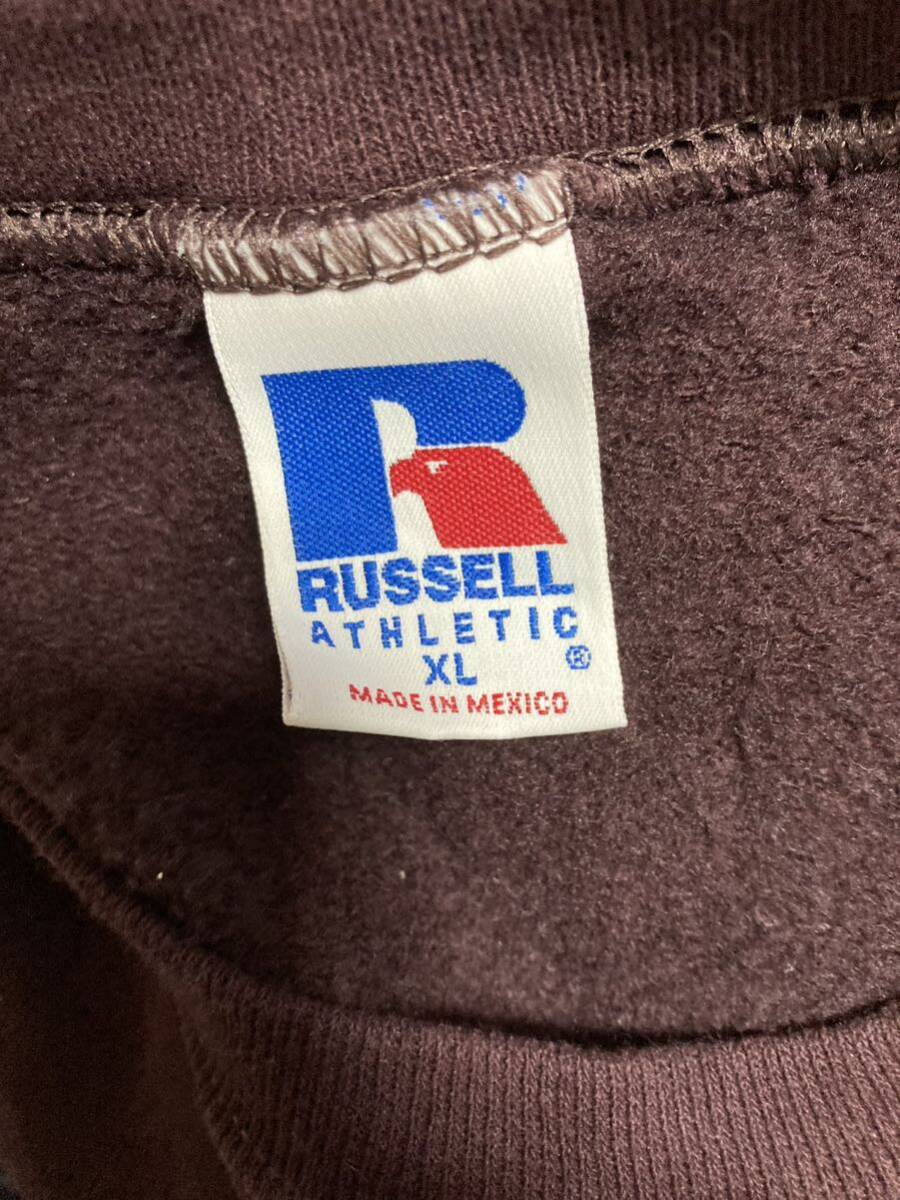 R
RUSSELL
ATHLETIC
®
XL
MADE IN MEXICO